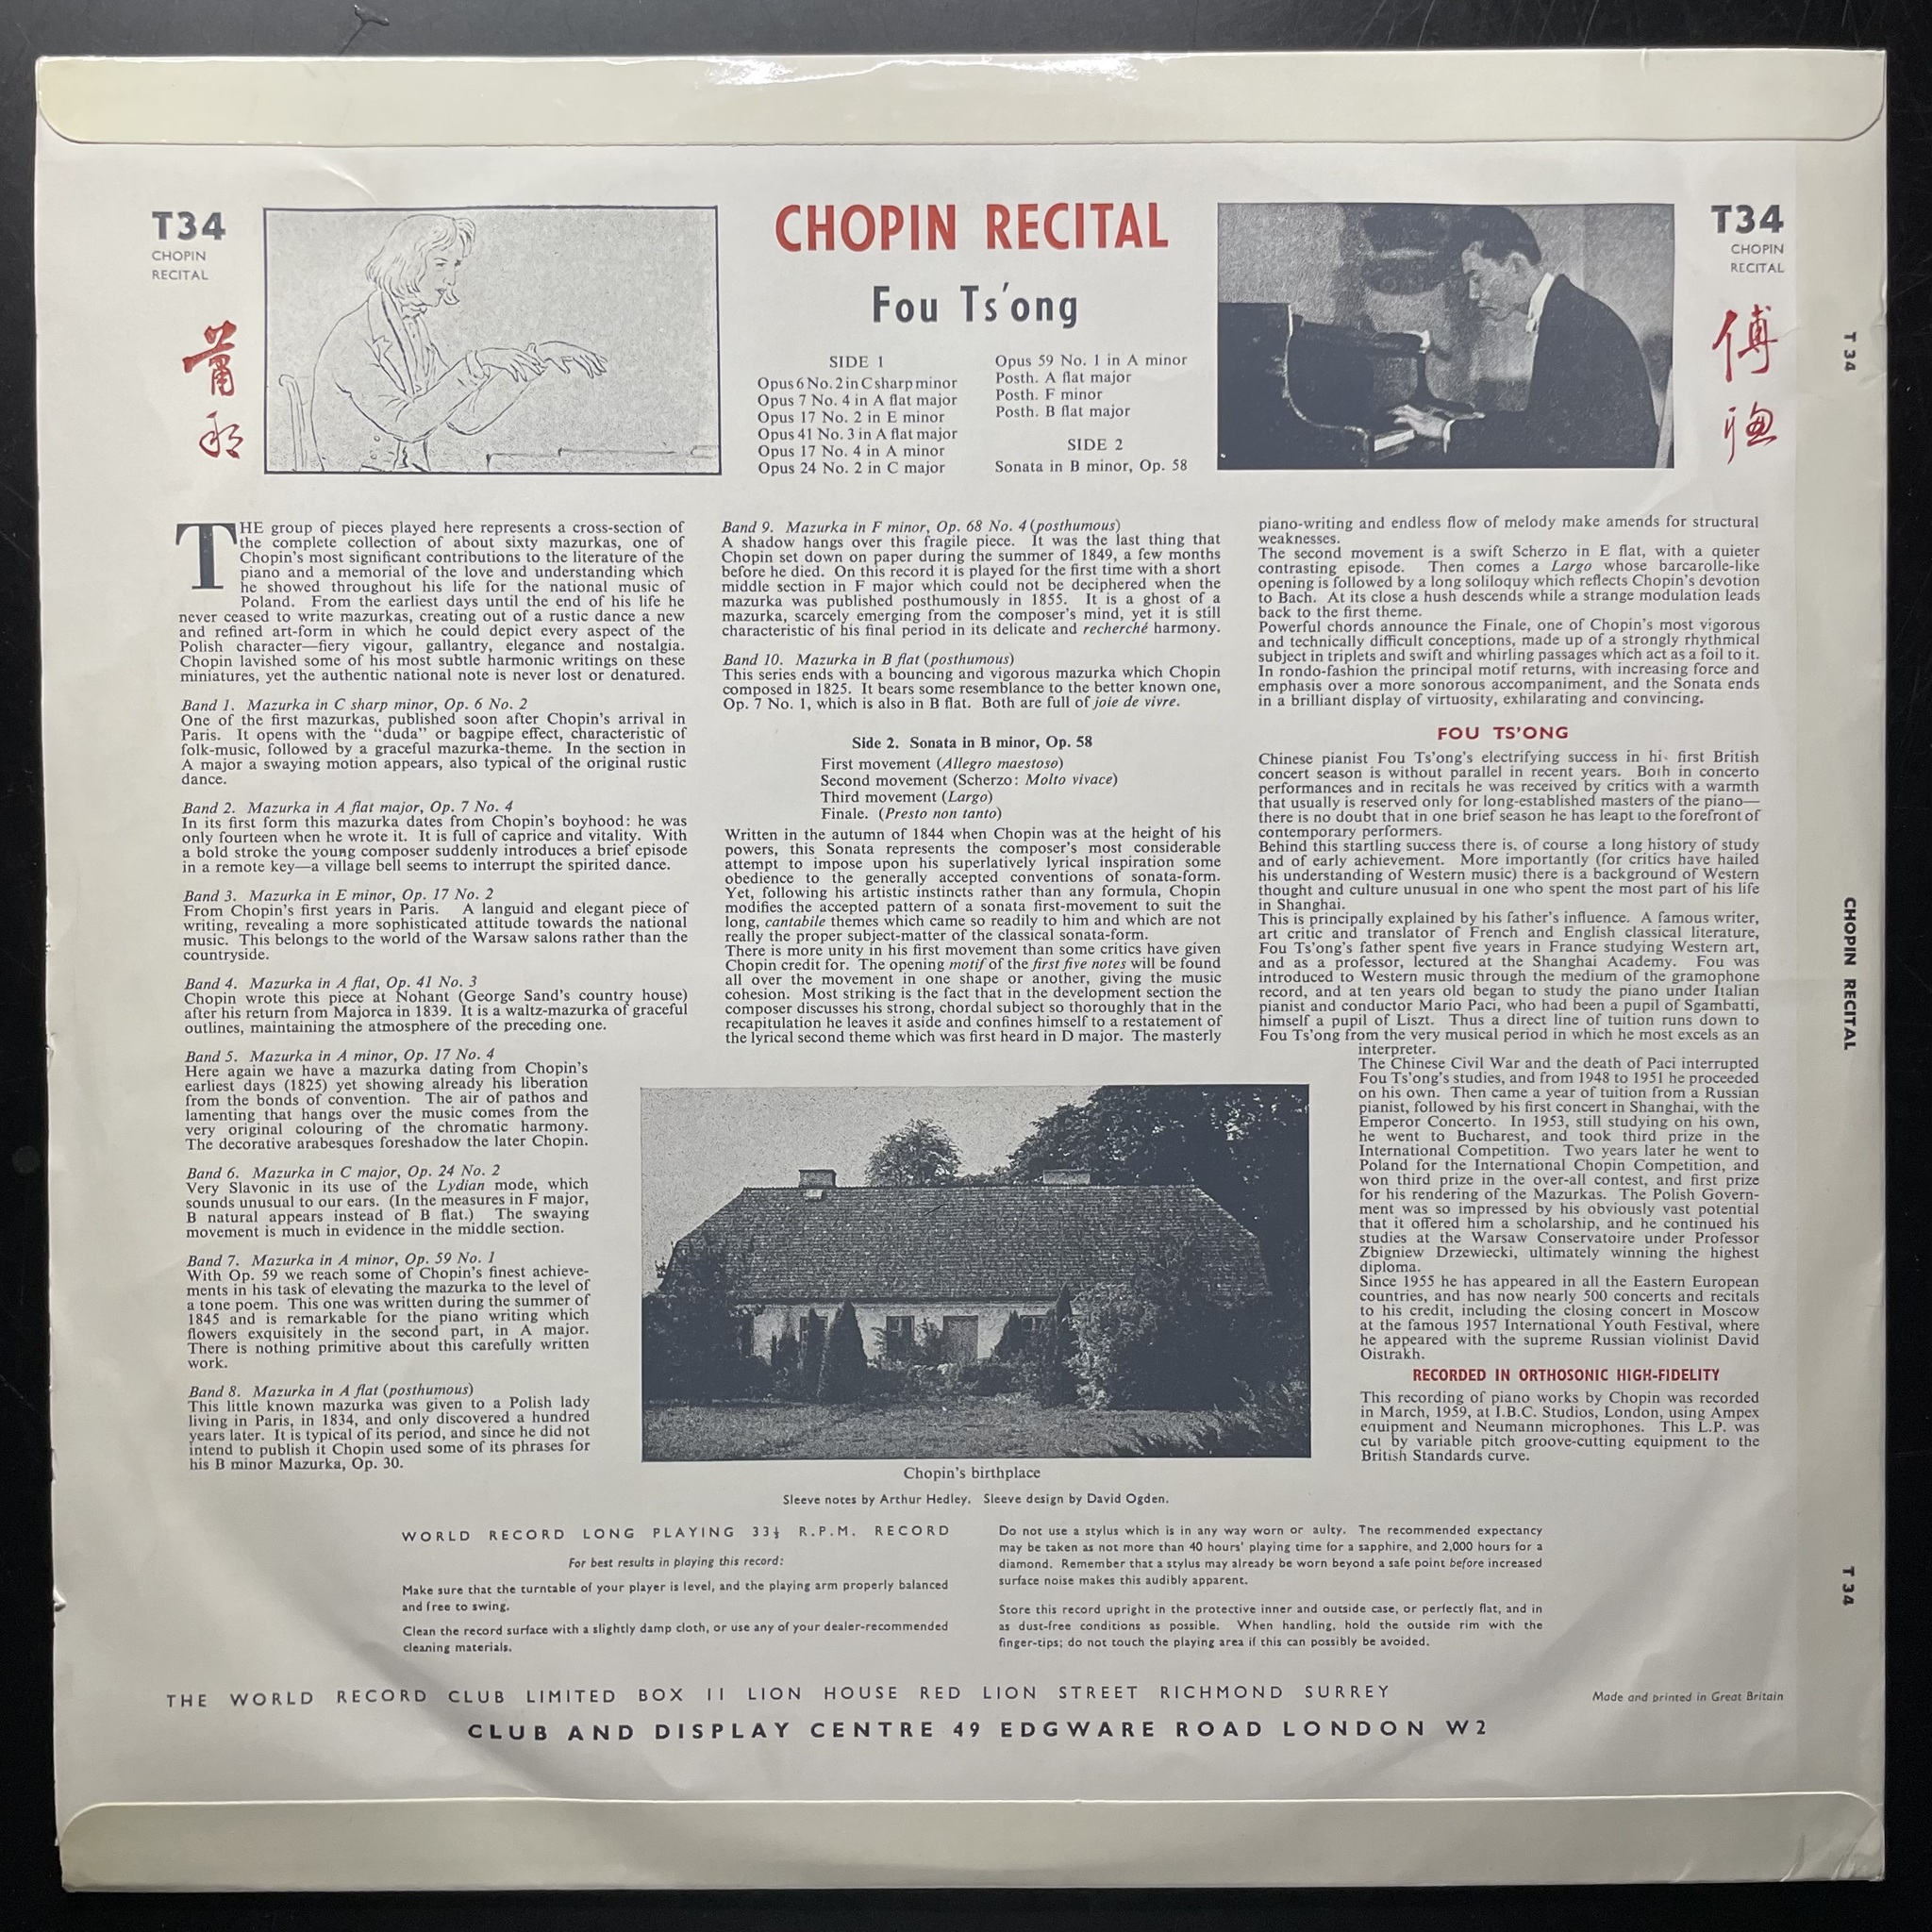 T34
CHOPIN
RECITAL
CHOPIN RECITAL
Fou Ts'ong
SIDE 1
Opus 6 No. 2 in C sharp minor
Opus 7 No. 4 in A flat major
Opus 17 No. 2 in E minor
Opus 41 No. 3 in A flat major
Opus 17 No. 4 in A minor
Opus 24 No. 2 in C major
Opus 59 No. 1 in A minor
Posth. A flat major
Posth. F minor
Posth. B flat major
SIDE 2
Sonata in B minor, Op. 58
T34
CHOPIN
RECITAL
傅
聰
THE group of pieces played here represents a cross-section of
the complete collection of about sixty mazurkas, one of
Chopin's most significant contributions to the literature of the
piano and a memorial of the love and understanding which
he showed throughout his life for the national music of
Poland. From the earliest days until the end of his life he
never ceased to write mazurkas, creating out of a rustic dance a new
and refined art-form in which he could depict every aspect of the
Polish character—fiery vigour, gallantry, elegance and nostalgia.
Chopin lavished some of his most subtle harmonic writings on these
miniatures, yet the authentic national note is never lost or denatured.
Band 1. Mazurka in C sharp minor, Op. 6 No. 2
One of the first mazurkas, published soon after Chopin's arrival in
Paris. It opens with the "duda" or bagpipe effect, characteristic of
folk-music, followed by a graceful mazurka-theme. In the section in
A major a swaying motion appears, also typical of the original rustic
dance.
Band 2. Mazurka in A flat major, Op. 7 No. 4
In its first form this mazurka dates from Chopin's boyhood: he was
only fourteen when he wrote it. It is full of caprice and vitality. With
a bold stroke the young composer suddenly introduces a brief episode
in a remote key—a village bell seems to interrupt the spirited dance.
Band 3. Mazurka in E minor, Op. 17 No. 2
From Chopin's first years in Paris. A languid and elegant piece of
writing, revealing a more sophisticated attitude towards the national
music. This belongs to the world of the Warsaw salons rather than the
countryside.
Band 4. Mazurka in A flat, Op. 41 No. 3
Chopin wrote this piece at Nohant (George Sand's country house)
after his return from Majorca in 1839. It is a waltz-mazurka of graceful
outlines, maintaining the atmosphere of the preceding one.
Band 5. Mazurka in A minor, Op. 17 No. 4
Here again we have a mazurka dating from Chopin's
earliest days (1825) yet showing already his liberation
from the bonds of convention. The air of pathos and
lamenting that hangs over the music comes from the
very original colouring of the chromatic harmony.
The decorative arabesques foreshadow the later Chopin.
Band 6. Mazurka in C major, Op. 24 No. 2
Very Slavonic in its use of the Lydian mode, which
sounds unusual to our ears. (In the measures in F major,
B natural appears instead of B flat.) The swaying
movement is much in evidence in the middle section.
Band 7. Mazurka in A minor, Op. 59 No. 1
With Op. 59 we reach some of Chopin's finest achieve-
ments in his task of elevating the mazurka to the level of
a tone poem. This one was written during the summer of
1845 and is remarkable for the piano writing which
flowers exquisitely in the second part, in A major.
There is nothing primitive about this carefully written
work.
Band 8. Mazurka in A flat (posthumous)
This little known mazurka was given to a Polish lady
living in Paris, in 1834, and only discovered a hundred
years later. It is typical of its period, and since he did not
intend to publish it Chopin used some of its phrases for
his B minor Mazurka, Op. 30.
Band 9. Mazurka in F minor, Op. 68 No. 4 (posthumous)
A shadow hangs over this fragile piece. It was the last thing that
Chopin set down on paper during the summer of 1849, a few months
before he died. On this record it is played for the first time with a short
middle section in F major which could not be deciphered when the
mazurka was published posthumously in 1855. It is a ghost of a
mazurka, scarcely emerging from the composer's mind, yet it is still
characteristic of his final period in its delicate and recherché harmony.
Band 10. Mazurka in B flat (posthumous)
This series ends with a bouncing and vigorous mazurka which Chopin
composed in 1825. It bears some resemblance to the better known one,
Op. 7 No. 1, which is also in B flat. Both are full of joie de vivre.
Side 2. Sonata in B minor, Op. 58
First movement (Allegro maestoso)
Second movement (Scherzo: Molto vivace)
Third movement (Largo)
Finale. (Presto non tanto)
Written in the autumn of 1844 when Chopin was at the height of his
powers, this Sonata represents the composer's most considerable
attempt to impose upon his superlatively lyrical inspiration some
obedience to the generally accepted conventions of sonata-form.
Yet, following his artistic instincts rather than any formula, Chopin
modifies the accepted pattern of a sonata first-movement to suit the
long, cantabile themes which came so readily to him and which are not
really the proper subject-matter of the classical sonata-form.
There is more unity in his first movement than some critics have given
Chopin credit for. The opening motif of the first five notes will be found
all over the movement in one shape or another, giving the music
cohesion. Most striking is the fact that in the development section the
composer discusses his strong, chordal subject so thoroughly that in the
recapitulation he leaves it aside and confines himself to a restatement of
the lyrical second theme which was first heard in D major. The masterly
piano-writing and endless flow of melody make amends for structural
weaknesses.
The second movement is a swift Scherzo in E flat, with a quieter
contrasting episode. Then comes a Largo whose barcarolle-like
opening is followed by a long soliloquy which reflects Chopin's devotion
to Bach. At its close a hush descends while a strange modulation leads
back to the first theme.
Powerful chords announce the Finale, one of Chopin's most vigorous
and technically difficult conceptions, made up of a strongly rhythmical
subject in triplets and swift and whirling passages which act as a foil to it.
In rondo-fashion the principal motif returns, with increasing force and
emphasis over a more sonorous accompaniment, and the Sonata ends
in a brilliant display of virtuosity, exhilarating and convincing.
FOU TS'ONG
Chinese pianist Fou Ts'ong's electrifying success in his first British
concert season is without parallel in recent years. Both in concerto
performances and in recitals he was received by critics with a warmth
that usually is reserved only for long-established masters of the piano—
there is no doubt that in one brief season he has leapt to the forefront of
contemporary performers.
Behind this startling success there is, of course a long history of study
and of early achievement. More importantly (for critics have hailed
his understanding of Western music) there is a background of Western
thought and culture unusual in one who spent the most part of his life
in Shanghai.
This is principally explained by his father's influence. A famous writer,
art critic and translator of French and English classical literature,
Fou Ts'ong's father spent five years in France studying Western art,
and as a professor, lectured at the Shanghai Academy. Fou was
introduced to Western music through the medium of the gramophone
record, and at ten years old began to study the piano under Italian
pianist and conductor Mario Paci, who had been a pupil of Sgambatti,
himself a pupil of Liszt. Thus a direct line of tuition runs down to
Fou Ts'ong from the very musical period in which he most excels as an
interpreter.
The Chinese Civil War and the death of Paci interrupted
Fou Ts'ong's studies, and from 1948 to 1951 he proceeded
on his own. Then came a year of tuition from a Russian
pianist, followed by his first concert in Shanghai, with the
Emperor Concerto. In 1953, still studying on his own,
he went to Bucharest, and took third prize in the
International Competition. Two years later he went to
Poland for the International Chopin Competition, and
won third prize in the over-all contest, and first prize
for his rendering of the Mazurkas. The Polish Govern-
ment was so impressed by his obviously vast potential
that it offered him a scholarship, and he continued his
studies at the Warsaw Conservatoire under Professor
Zbigniew Drzewiecki, ultimately winning the highest
diploma.
Since 1955 he has appeared in all the Eastern European
countries, and has now nearly 500 concerts and recitals
to his credit, including the closing concert in Moscow
at the famous 1957 International Youth Festival, where
he appeared with the supreme Russian violinist David
Oistrakh.
RECORDED IN ORTHOSONIC HIGH-FIDELITY
This recording of piano works by Chopin was recorded
in March, 1959, at I.B.C. Studios, London, using Ampex
equipment and Neumann microphones. This L.P. was
cut by variable pitch groove-cutting equipment to the
British Standards curve.
Chopin's birthplace
Sleeve notes by Arthur Hedley. Sleeve design by David Ogden.
WORLD RECORD LONG PLAYING 33⅓ R.P.M. RECORD
For best results in playing this record:
Make sure that the turntable of your player is level, and the playing arm properly balanced
and free to swing.
Clean the record surface with a slightly damp cloth, or use any of your dealer-recommended
cleaning materials.
Do not use a stylus which is in any way worn or aulty. The recommended expectancy
may be taken as not more than 40 hours' playing time for a sapphire, and 2,000 hours for a
diamond. Remember that a stylus may already be worn beyond a safe point before increased
surface noise makes this audibly apparent.
Store this record upright in the protective inner and outside case, or perfectly flat, and in
as dust-free conditions as possible. When handling, hold the outside rim with the
finger-tips; do not touch the playing area if this can possibly be avoided.
THE WORLD RECORD CLUB LIMITED BOX 11 LION HOUSE RED LION STREET RICHMOND SURREY
Made and printed in Great Britain
CLUB AND DISPLAY CENTRE 49 EDGWARE ROAD LONDON W2
T 34
CHOPIN RECITAL
T 34